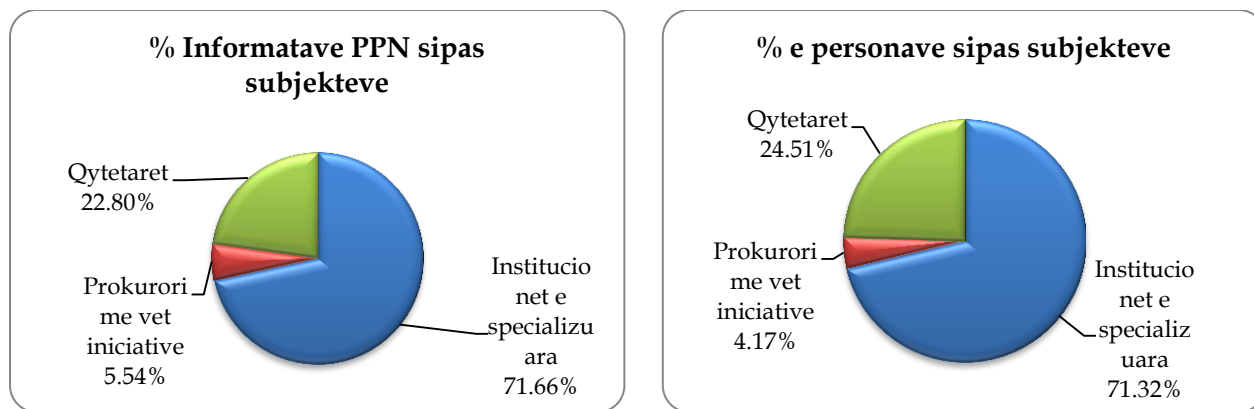 % Informatave PPN sipas
subjekteve
Qytetaret
22.80%
Prokurori
me vet
iniciative
5.54%
Institucio
net e
specializu
ara
71.66%
% e personave sipas subjekteve
Qytetaret
24.51%
Prokurori
me vet
iniciative
4.17%
Institucio
net e
specializ
uara
71.32%